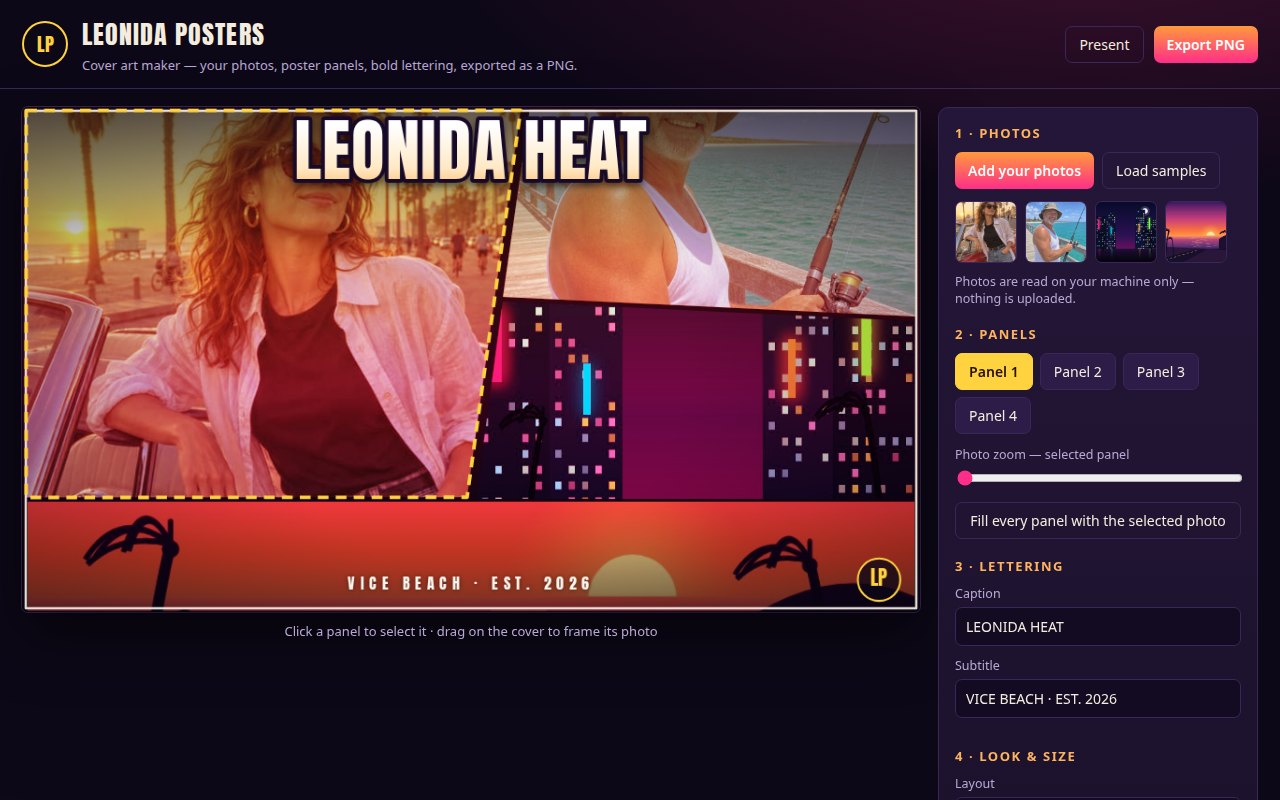 LP
LEONIDA POSTERS
Cover art maker — your photos, poster panels, bold lettering, exported as a PNG.
Present
Export PNG
LEONIDA HEAT
VICE BEACH · EST. 2026
LP
Click a panel to select it · drag on the cover to frame its photo
1 · PHOTOS
Add your photos
Load samples
Photos are read on your machine only —
nothing is uploaded.
2 · PANELS
Panel 1
Panel 2
Panel 3
Panel 4
Photo zoom — selected panel
Fill every panel with the selected photo
3 · LETTERING
Caption
LEONIDA HEAT
Subtitle
VICE BEACH · EST. 2026
4 · LOOK & SIZE
Layout